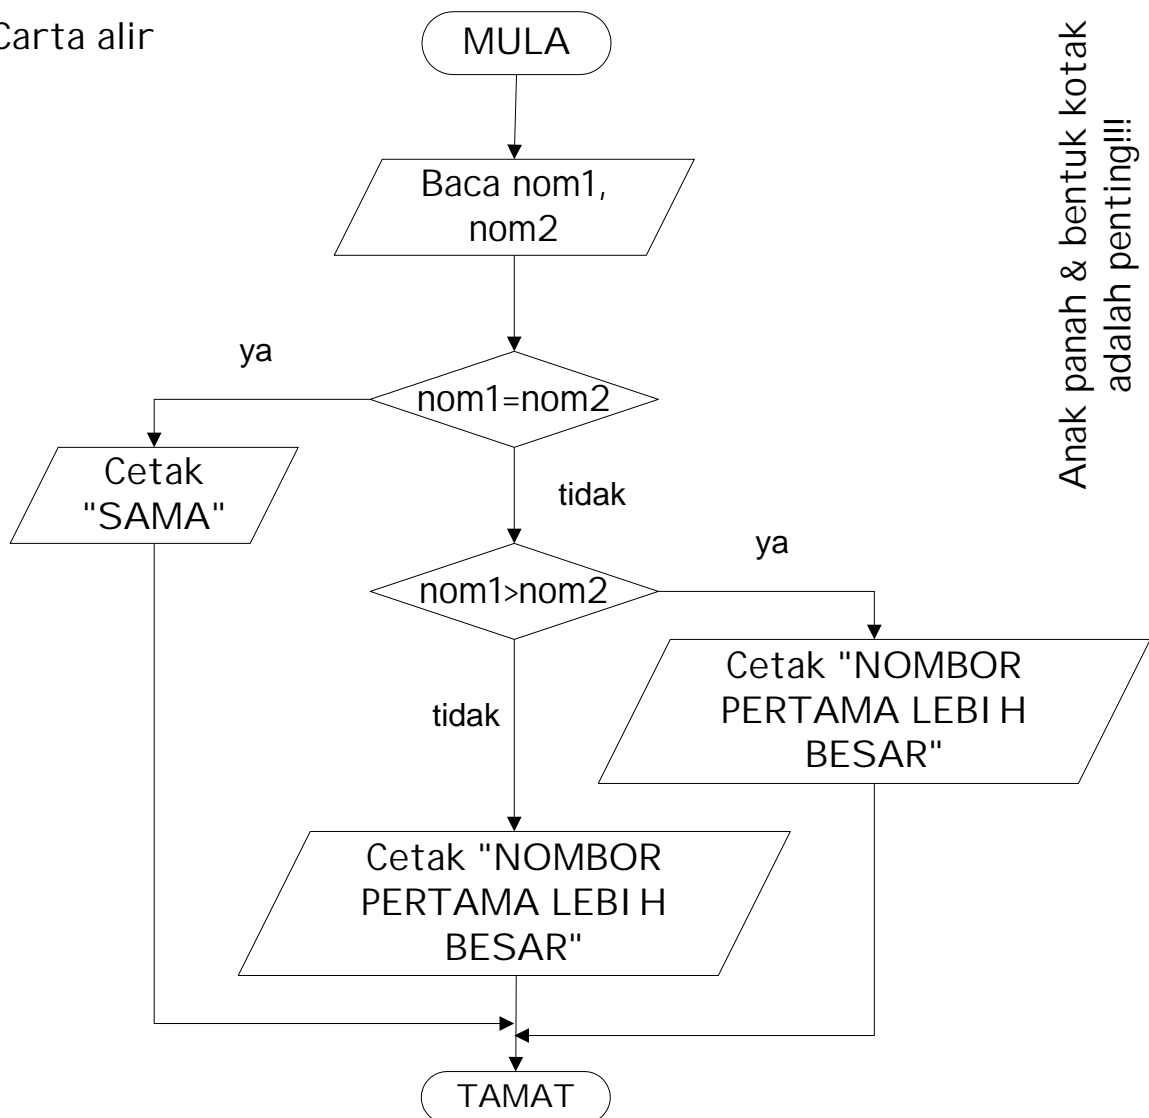 Carta alir
MULA
Baca nom1,
nom2
ya
nom1=nom2
Cetak
"SAMA"
tidak
ya
nom1>nom2
Cetak "NOMBOR
PERTAMA LEBIH
BESAR"
tidak
Cetak "NOMBOR
PERTAMA LEBIH
BESAR"
TAMAT
Anak panah & bentuk kotak
adalah penting!!!